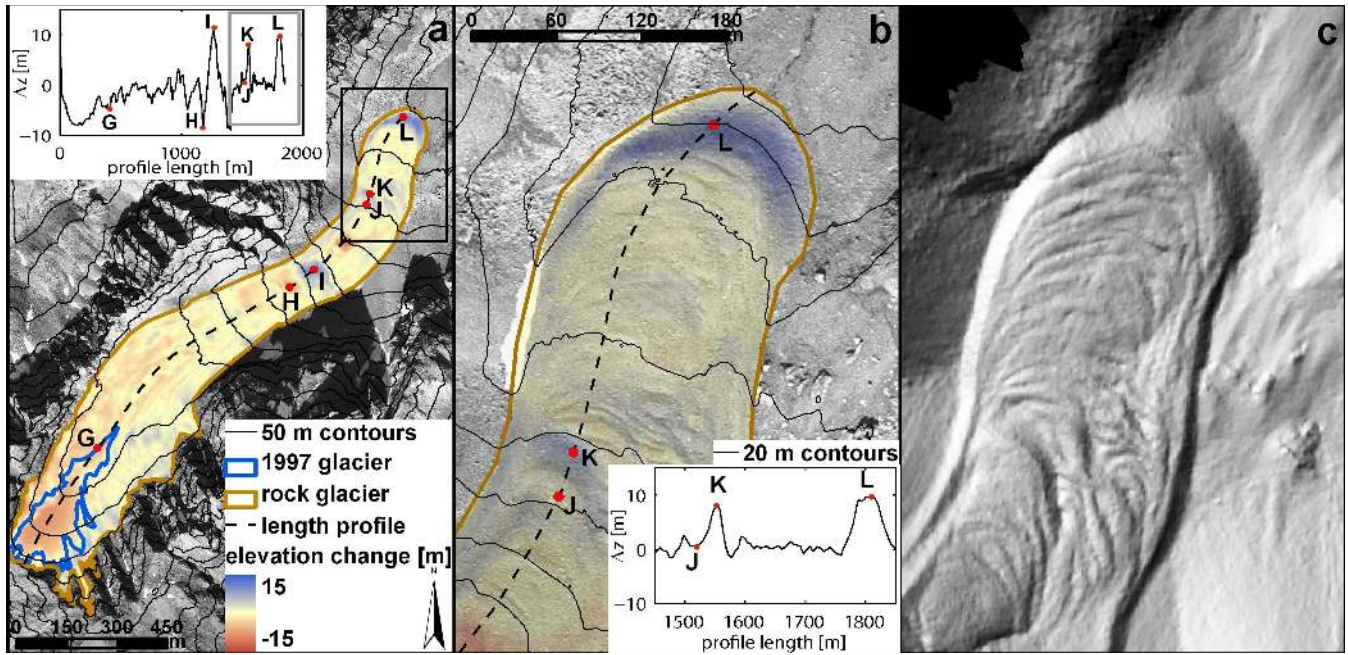 a
10
0
-10
Δz [m]
I
K
L
J
G
H
0
1000
2000
profile length [m]
L
K
J
I
H
G
50 m contours
1997 glacier
rock glacier
length profile
elevation change [m]
15
-15
N
0
150
300
450
m
b
0
60
120
180
m
L
K
J
20 m contours
10
0
-10
Δz [m]
K
L
J
1500
1600
1700
1800
profile length [m]
c